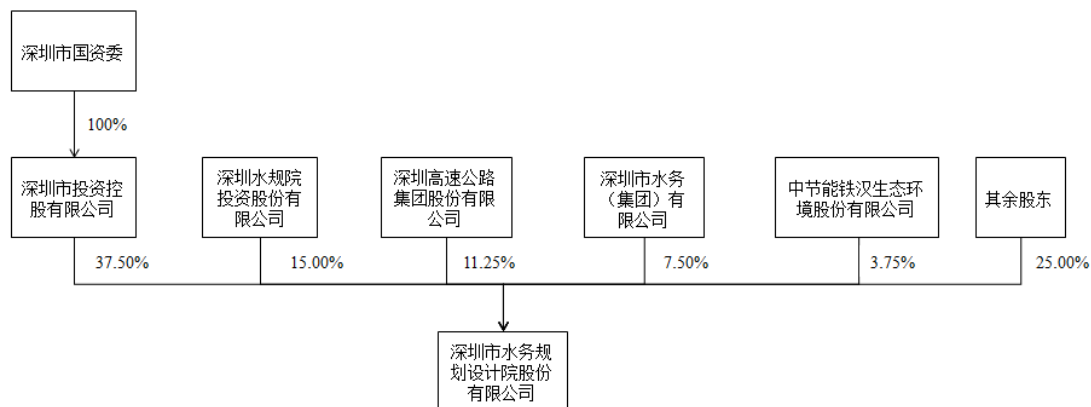 深圳市国资委
100%
深圳市投资控
股有限公司
深圳水规院
投资股份有
限公司
深圳高速公路
集团股份有限
公司
深圳市水务
（集团）有
限公司
中节能铁汉生态环
境股份有限公司
其余股东
37.50%
15.00%
11.25%
7.50%
3.75%
25.00%
深圳市水务规
划设计院股份
有限公司